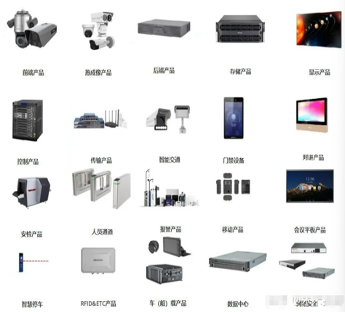 前端产品
热成像产品
后端产品
存储产品
显示产品
控制产品
传输产品
智能交通
门禁设备
对讲产品
安检产品
人员通道
报警产品
移动产品
会议平板产品
智慧停车
RFID&ETC产品
车（船）载产品
数据中心